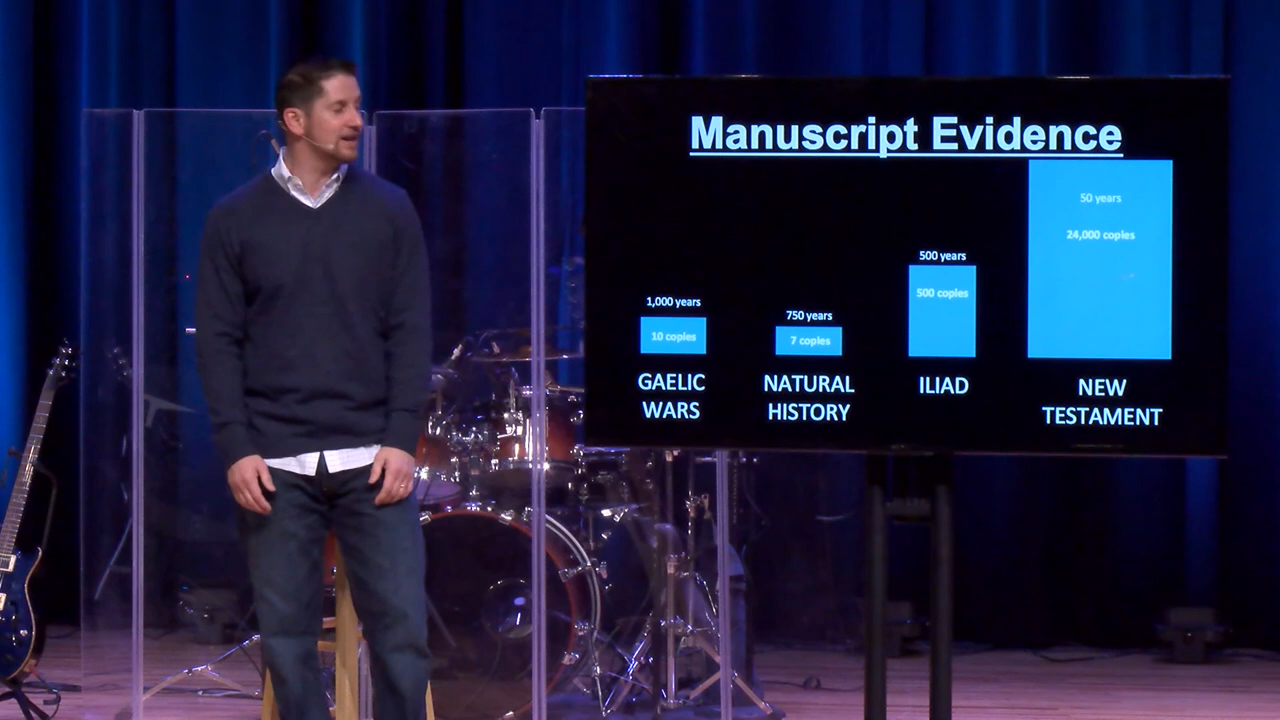 Manuscript Evidence
50 years
24,000 copies
500 years
500 copies
1,000 years
10 copies
750 years
7 copies
GAELIC
WARS
NATURAL
HISTORY
ILIAD
NEW
TESTAMENT